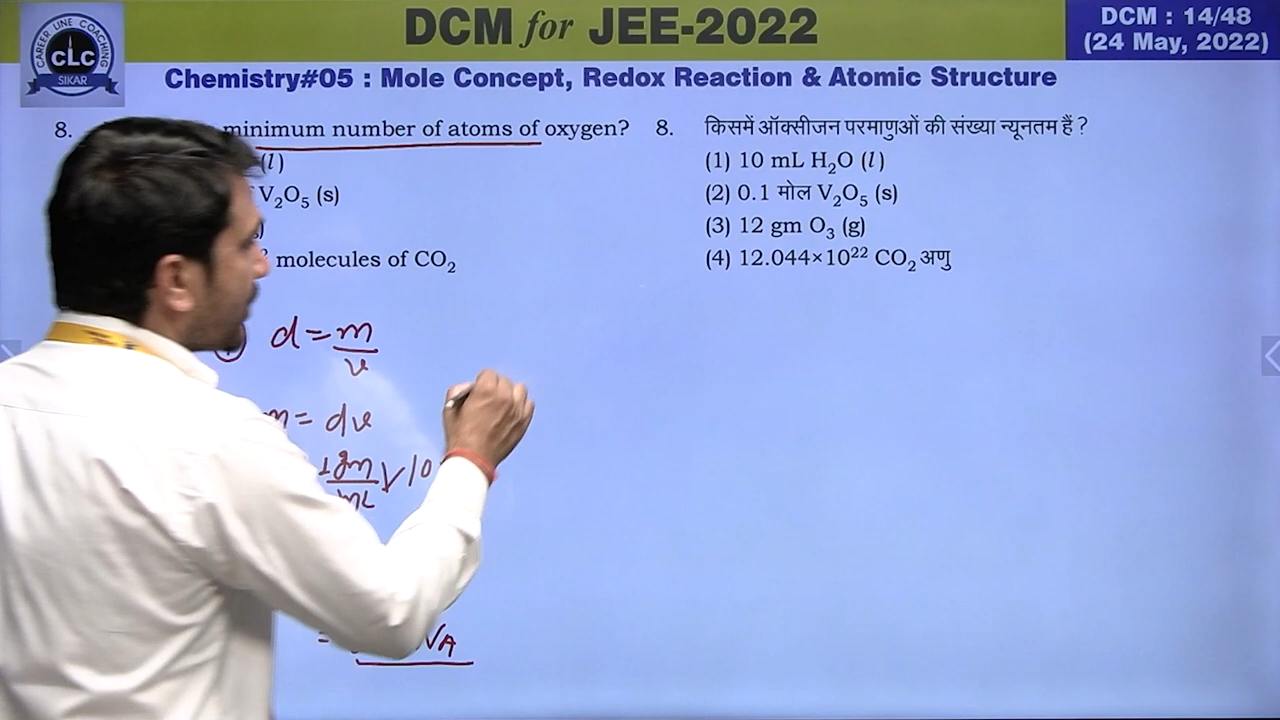 DCM for JEE-2022
DCM : 14/48
(24 May, 2022)
CAREER LINE COACHING
CLC
SIKAR
Chemistry#05 : Mole Concept, Redox Reaction & Atomic Structure
8. minimum number of atoms of oxygen?
(l)
V₂O₅ (s)
molecules of CO₂
8. किसमें ऑक्सीजन परमाणुओं की संख्या न्यूनतम हैं ?
(1) 10 mL H₂O (l)
(2) 0.1 मोल V₂O₅ (s)
(3) 12 gm O₃ (g)
(4) 12.044×10²² CO₂ अणु
d = m/v
m = dv